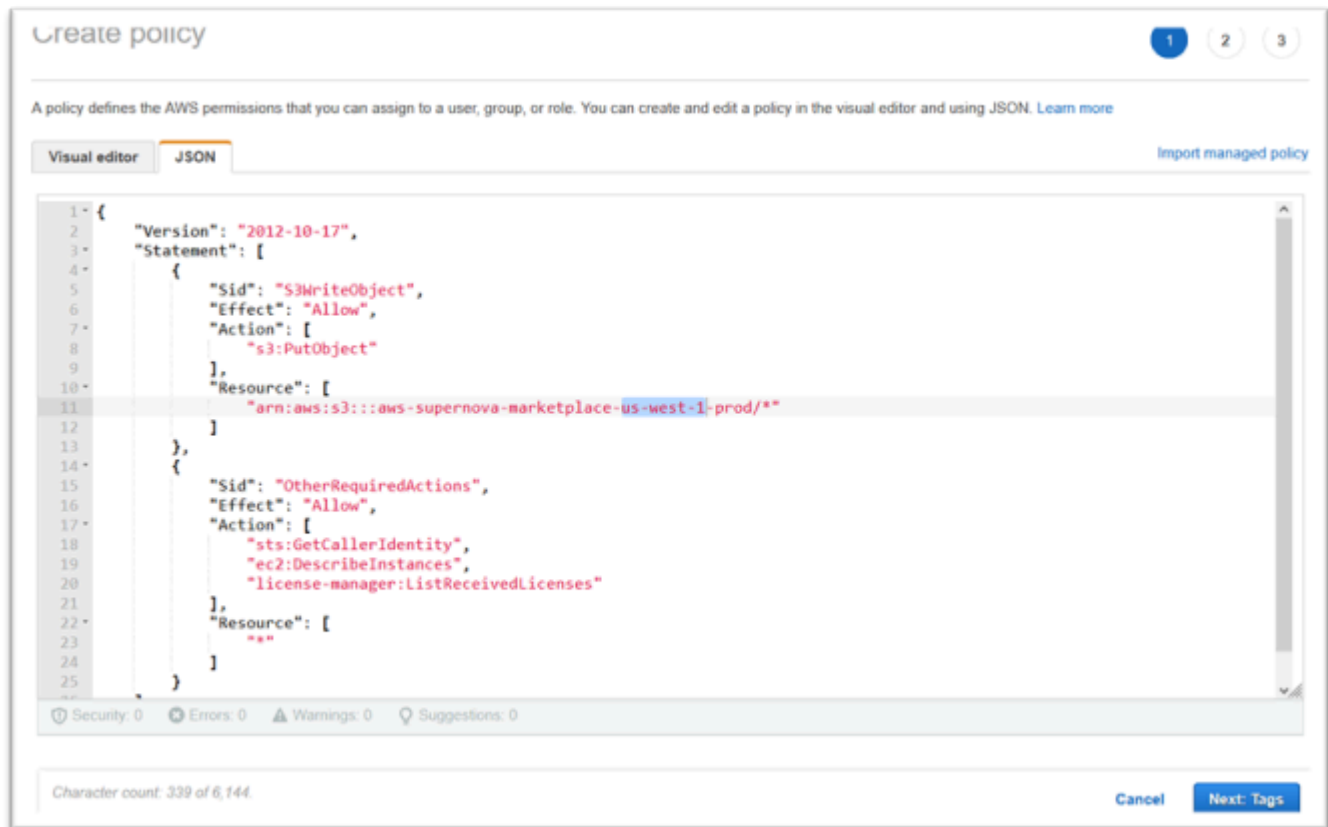 Create policy
1 2 3
A policy defines the AWS permissions that you can assign to a user, group, or role. You can create and edit a policy in the visual editor and using JSON. Learn more
Visual editor JSON Import managed policy
1 {
2 "Version": "2012-10-17",
3 "Statement": [
4 {
5 "Sid": "S3WriteObject",
6 "Effect": "Allow",
7 "Action": [
8 "s3:PutObject"
9 ],
10 "Resource": [
11 "arn:aws:s3:::aws-supernova-marketplace-us-west-1-prod/*"
12 ]
13 },
14 {
15 "Sid": "OtherRequiredActions",
16 "Effect": "Allow",
17 "Action": [
18 "sts:GetCallerIdentity",
19 "ec2:DescribeInstances",
20 "license-manager:ListReceivedLicenses"
21 ],
22 "Resource": [
23 "*"
24 ]
25 }
Security: 0 Errors: 0 Warnings: 0 Suggestions: 0
Character count: 339 of 6,144.
Cancel Next: Tags